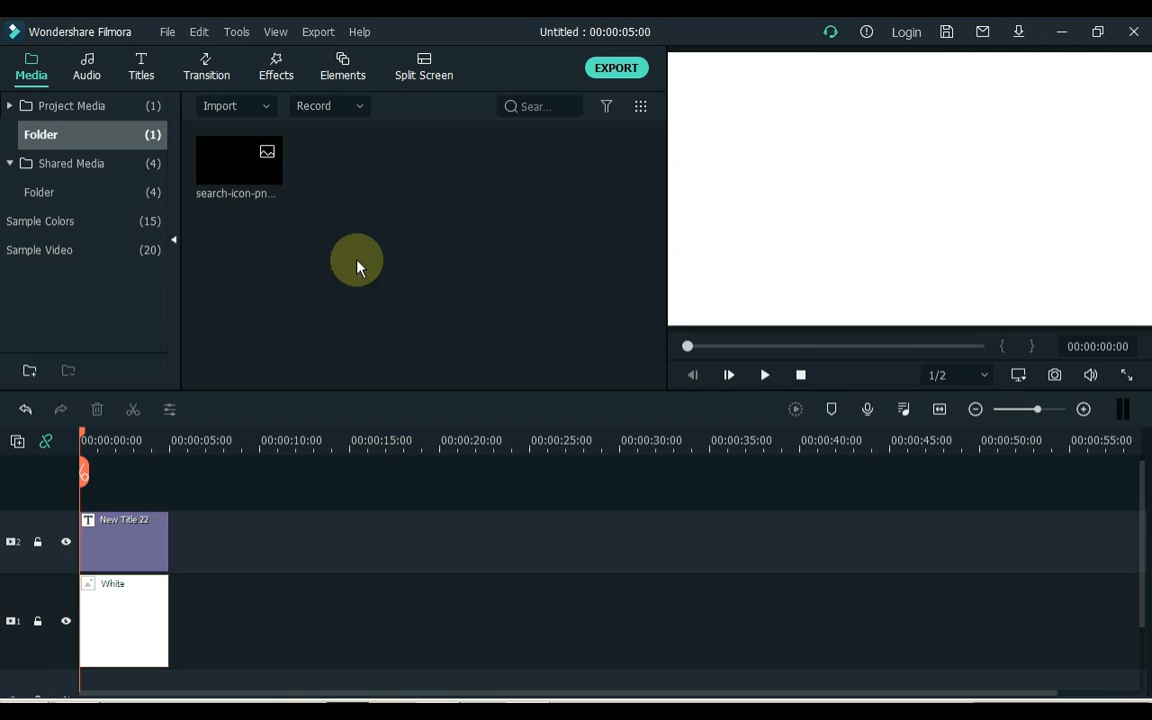 Wondershare Filmora File Edit Tools View Export Help Untitled : 00:00:05:00 Login
Media Audio Titles Transition Effects Elements Split Screen EXPORT
Project Media (1) Import Record Sear...
Folder (1)
Shared Media (4)
search-icon-pn...
Folder (4)
Sample Colors (15)
Sample Video (20)
{ } 00:00:00:00
1/2
00:00:00:00 00:00:05:00 00:00:10:00 00:00:15:00 00:00:20:00 00:00:25:00 00:00:30:00 00:00:35:00 00:00:40:00 00:00:45:00 00:00:50:00 00:00:55:00
T New Title 22
2
White
1